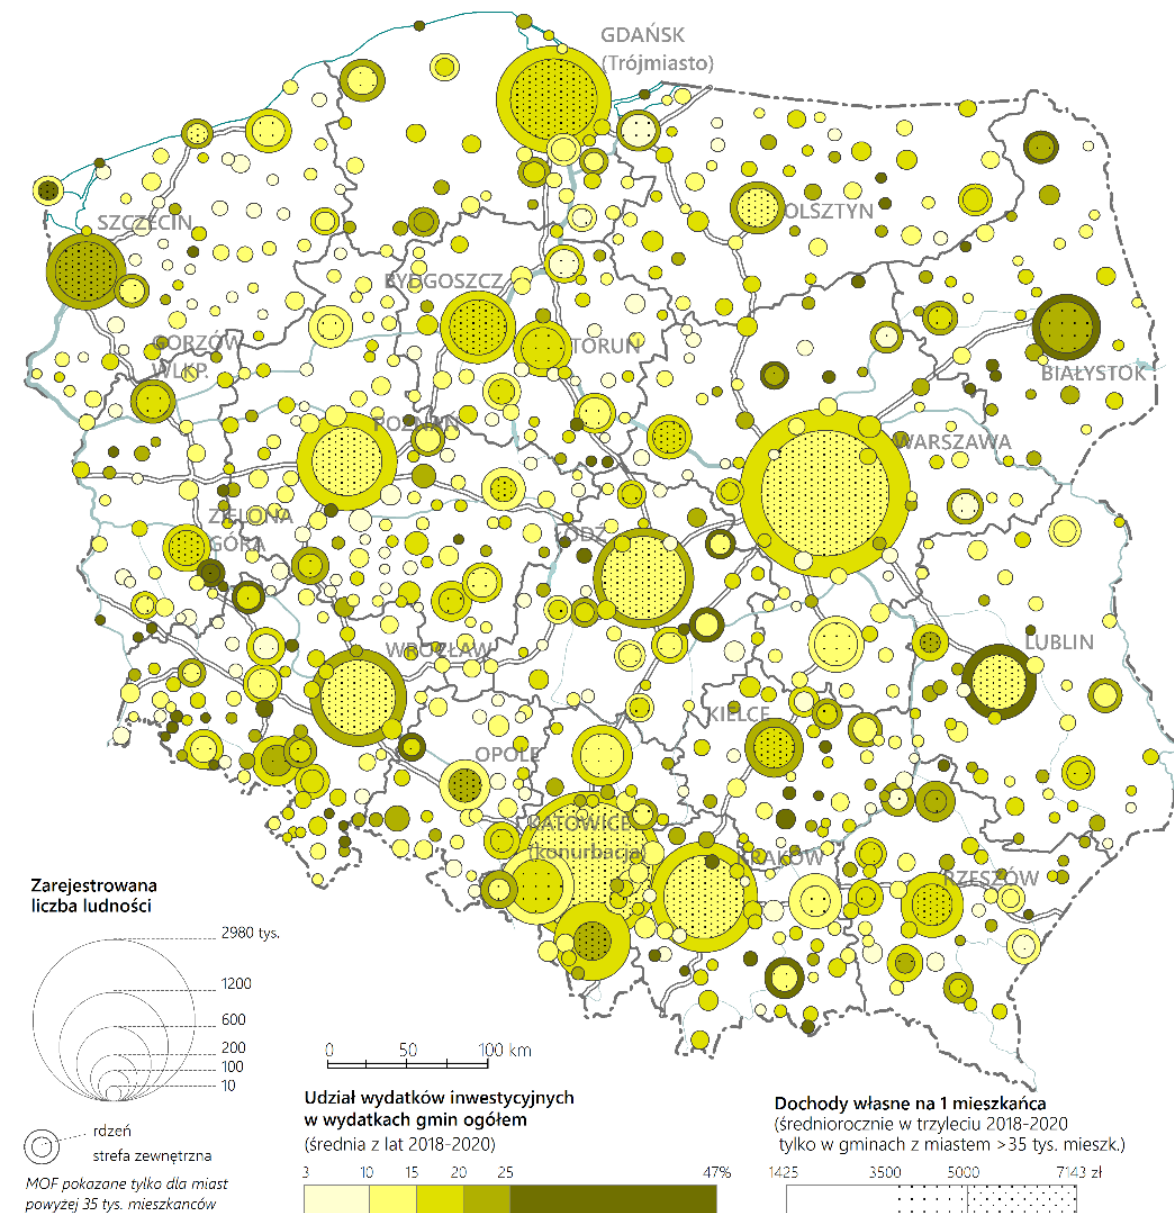 GDAŃSK
(Trójmiasto)
SZCZECIN
OLSZTYN
BYDGOSZCZ
GORZÓW
WLKP.
TORUŃ
BIAŁYSTOK
POZNAŃ
WARSZAWA
ZIELONA
GÓRA
ŁÓDŹ
WROCŁAW
LUBLIN
KIELCE
OPOLE
KATOWICE
(konurbacja)
KRAKÓW
RZESZÓW
Zarejestrowana
liczba ludności
2980 tys.
1200
600
200
100
10
rdzeń
strefa zewnętrzna
MOF pokazane tylko dla miast
powyżej 35 tys. mieszkanców
0 50 100 km
Udział wydatków inwestycyjnych
w wydatkach gmin ogółem
(średnia z lat 2018-2020)
3 10 15 20 25 47%
Dochody własne na 1 mieszkańca
(średniorocznie w trzyleciu 2018-2020
tylko w gminach z miastem >35 tys. mieszk.)
1425 3500 5000 7143 zł